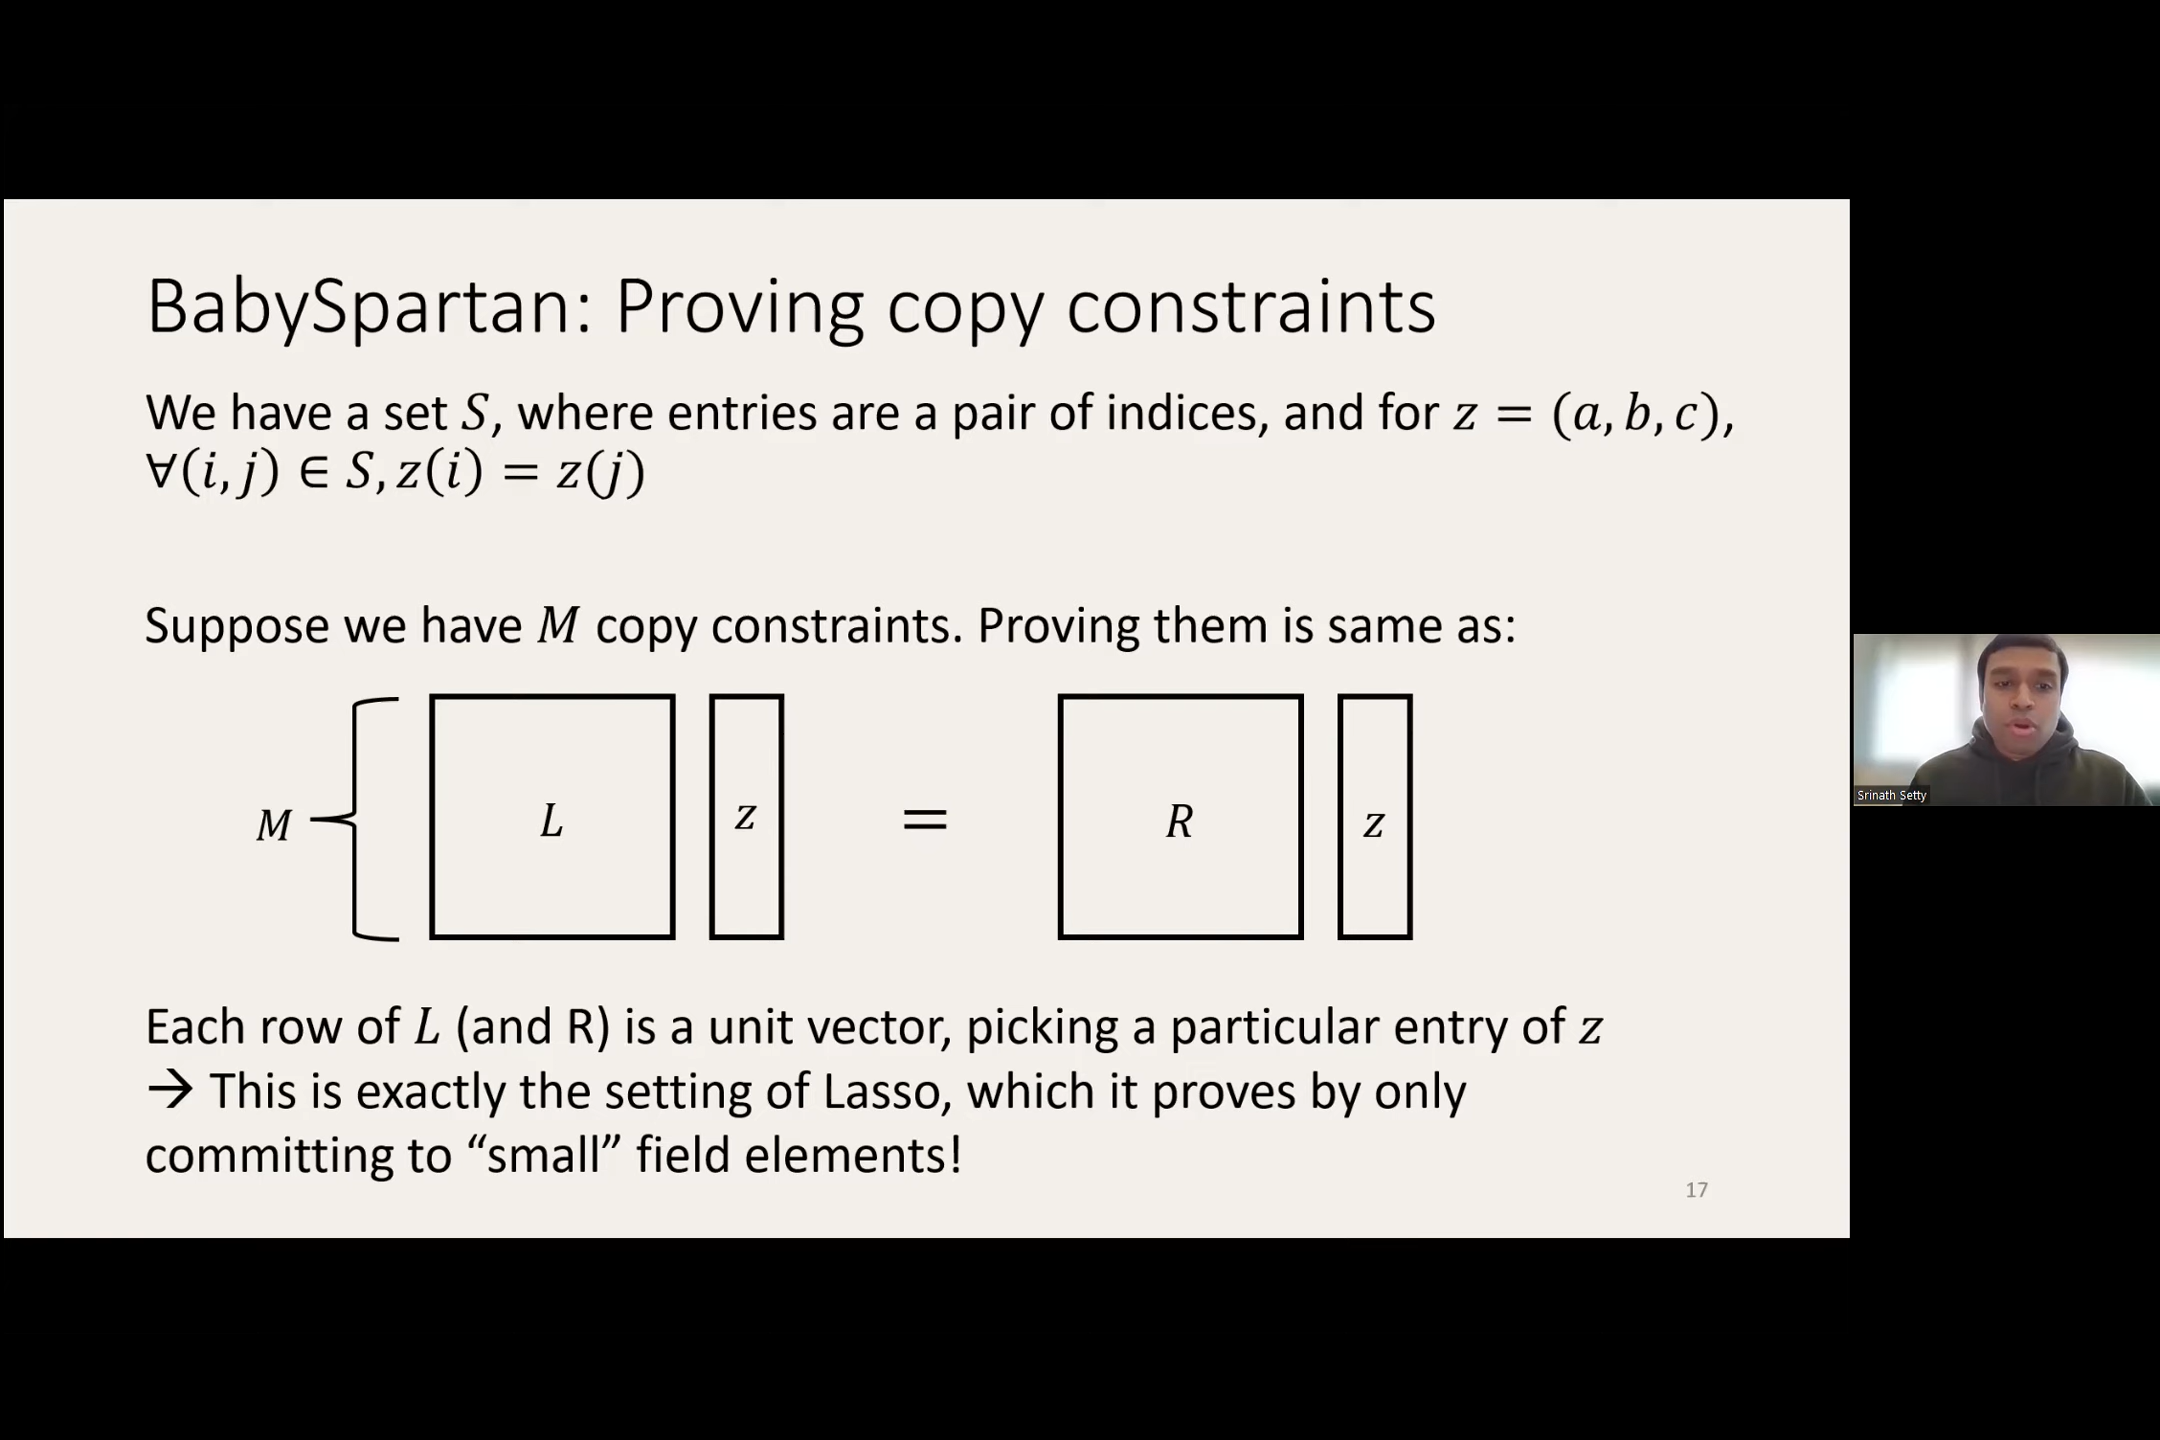 BabySpartan: Proving copy constraints
We have a set S, where entries are a pair of indices, and for z = (a, b, c),
∀(i, j) ∈ S, z(i) = z(j)
Suppose we have M copy constraints. Proving them is same as:
M L z = R z
Each row of L (and R) is a unit vector, picking a particular entry of z
→ This is exactly the setting of Lasso, which it proves by only
committing to “small” field elements!
17
Srinath Setty